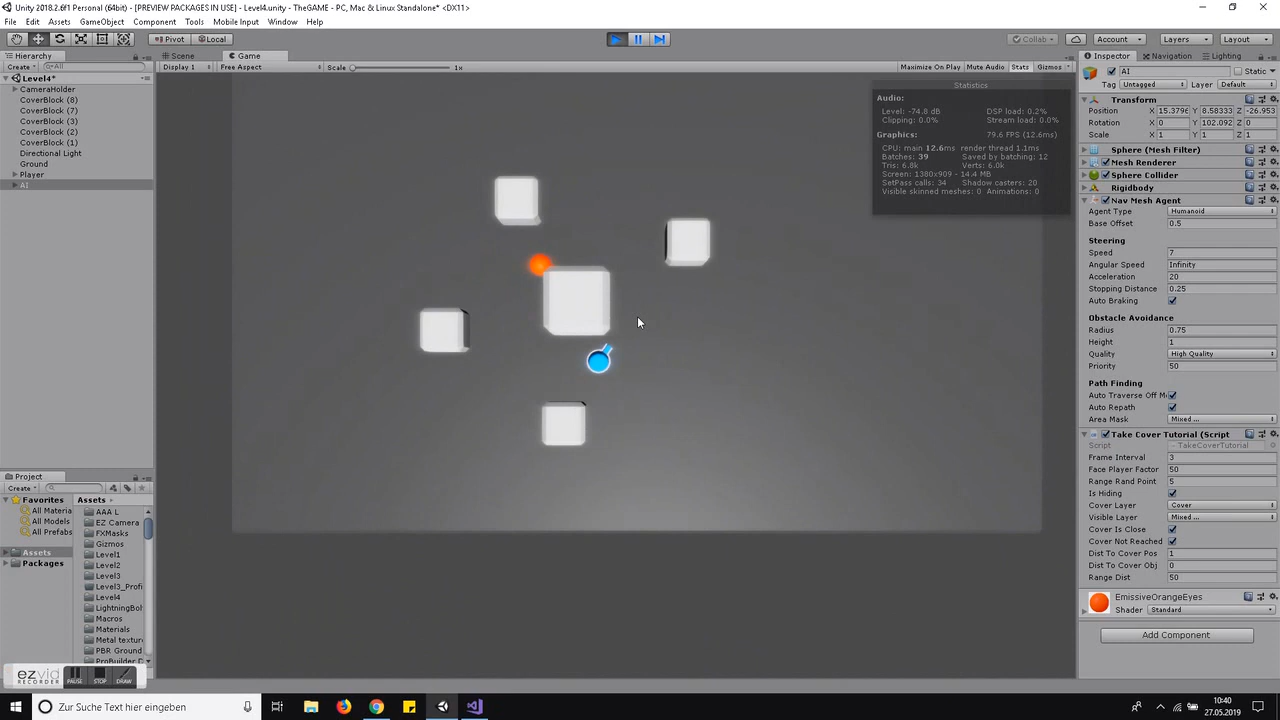 Unity 2018.2.6f1 Personal (64bit) - [PREVIEW PACKAGES IN USE] - Level4.unity - TheGAME - PC, Mac & Linux Standalone* <DX11>
File Edit Assets GameObject Component Tools Mobile Input Window Help
Pivot Local Collab Account Layers Layout
Hierarchy
Create All
Level4*
CameraHolder
CoverBlock (8)
CoverBlock (7)
CoverBlock (3)
CoverBlock (2)
CoverBlock (1)
Directional Light
Ground
Player
AI
Scene Game
Display 1 Free Aspect Scale 1x Maximize On Play Mute Audio Stats Gizmos
Statistics
Audio:
Level: -74.8 dB DSP load: 0.2%
Clipping: 0.0% Stream load: 0.0%
Graphics: 79.6 FPS (12.6ms)
CPU: main 12.6ms render thread 1.1ms
Batches: 39 Saved by batching: 12
Tris: 6.8k Verts: 6.0k
Screen: 1380x909 - 14.4 MB
SetPass calls: 34 Shadow casters: 20
Visible skinned meshes: 0 Animations: 0
Inspector Navigation Lighting
AI Static
Tag Untagged Layer Default
Transform
Position X 15.3796 Y 8.58333 Z -26.953
Rotation X 0 Y 102.092 Z 0
Scale X 1 Y 1 Z 1
Sphere (Mesh Filter)
Mesh Renderer
Sphere Collider
Rigidbody
Nav Mesh Agent
Agent Type Humanoid
Base Offset 0.5
Steering
Speed 7
Angular Speed Infinity
Acceleration 20
Stopping Distance 0.25
Auto Braking
Obstacle Avoidance
Radius 0.75
Height 1
Quality High Quality
Priority 50
Path Finding
Auto Traverse Off M
Auto Repath
Area Mask Mixed ...
Take Cover Tutorial (Script
Script TakeCoverTutorial
Frame Interval 3
Face Player Factor 50
Range Rand Point 5
Is Hiding
Cover Layer Cover
Visible Layer Mixed ...
Cover Is Close
Cover Not Reached
Dist To Cover Pos 1
Dist To Cover Obj 0
Range Dist 50
EmissiveOrangeEyes
Shader Standard
Add Component
Project
Create
Favorites
All Materia
All Models
All Prefabs
Assets
Packages
Assets
AAA L
EZ Camera
FXMasks
Gizmos
Level1
Level2
Level3
Level3_Profi
Level4
LightningBol
Macros
Materials
Metal texture
PBR Ground
ProBuilder D
ezvid
RECORDER
PAUSE STOP DRAW
Zur Suche Text hier eingeben
10:40
27.05.2019